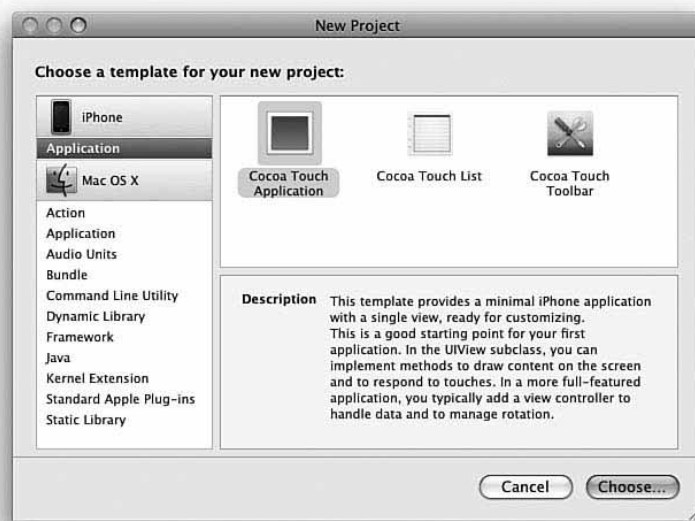 New Project
Choose a template for your new project:
iPhone
Application
Mac OS X
Action
Application
Audio Units
Bundle
Command Line Utility
Dynamic Library
Framework
Java
Kernel Extension
Standard Apple Plug-ins
Static Library
Cocoa Touch
Application
Cocoa Touch List
Cocoa Touch
Toolbar
Description
This template provides a minimal iPhone application
with a single view, ready for customizing.
This is a good starting point for your first
application. In the UIView subclass, you can
implement methods to draw content on the screen
and to respond to touches. In a more full-featured
application, you typically add a view controller to
handle data and to manage rotation.
Cancel
Choose...